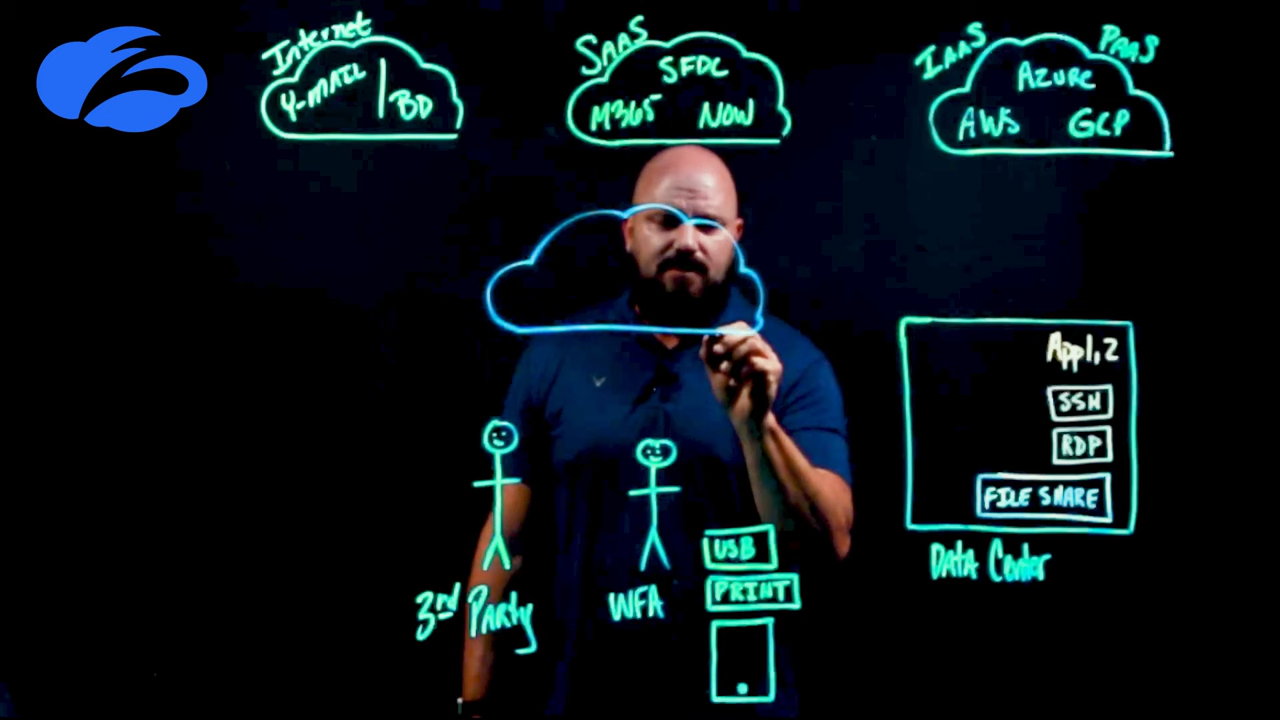 Internet
Y-MAIL | BD
SAAS
SFDC
M365 NOW
IAAS PAAS
AZURE
AWS GCP
App1,2
SSH
RDP
FILE SHARE
DATA Center
3rd Party
WFA
USB
PRINT